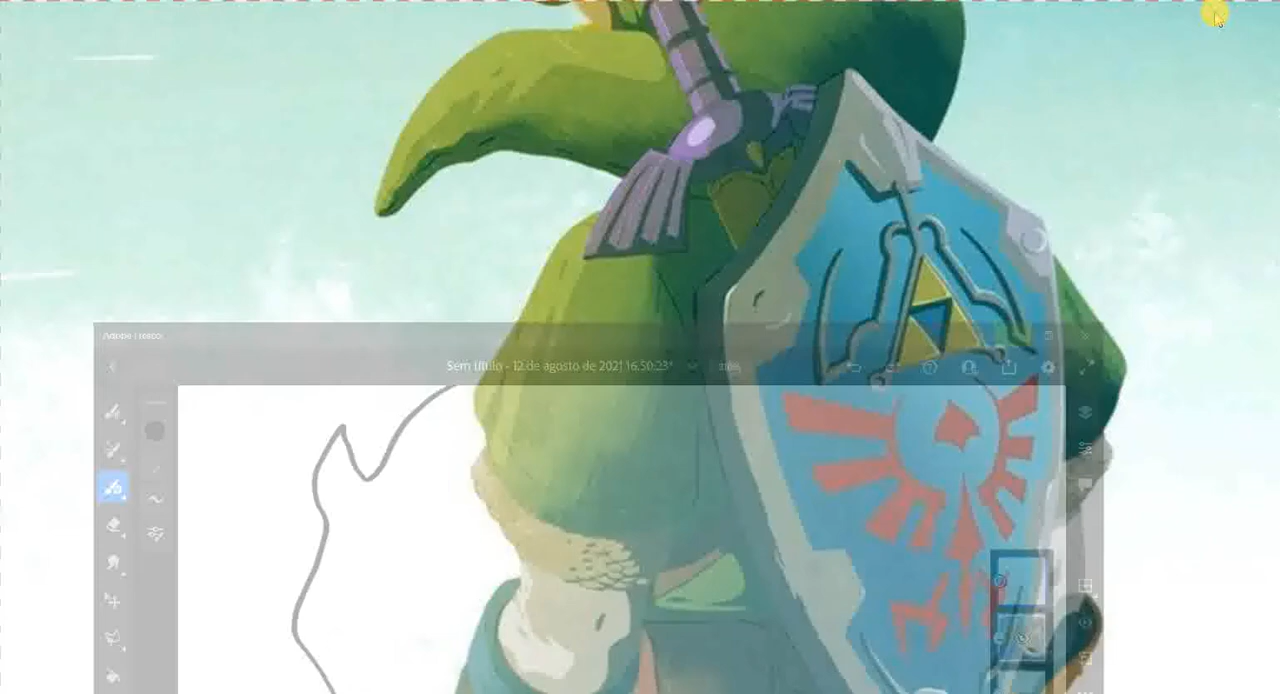 Adobe Fresco
Sem título - 12 de agosto de 2021 16.50.23*